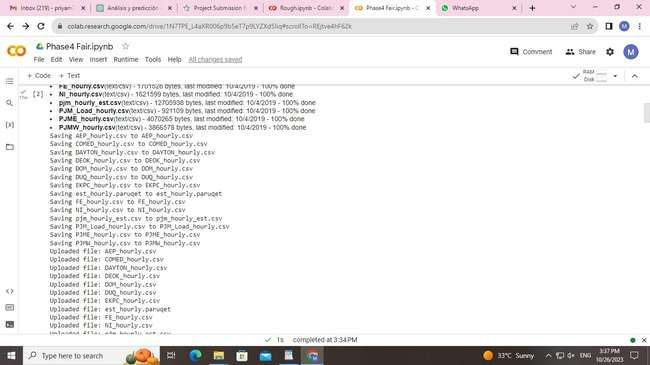 Inbox (219) - priyan
Análisis y predicción -
Project Submission
Rough.ipynb - Colab
Phase4 Fair.ipynb - C
WhatsApp
colab.research.google.com/drive/1N7TPE_L4aXR006p9b5eT7p9LYZXdSIig#scrollTo=REjtve4hF6Zk
Phase4 Fair.ipynb
File Edit View Insert Runtime Tools Help All changes saved
Comment Share M
+ Code + Text
RAM
Disk
[2]
FE_hourly.csv(text/csv) - 1701828 bytes, last modified: 10/4/2019 - 100% done
NI_hourly.csv(text/csv) - 1621599 bytes, last modified: 10/4/2019 - 100% done
pjm_hourly_est.csv(text/csv) - 12705938 bytes, last modified: 10/4/2019 - 100% done
PJM_Load_hourly.csv(text/csv) - 921109 bytes, last modified: 10/4/2019 - 100% done
PJME_hourly.csv(text/csv) - 4070265 bytes, last modified: 10/4/2019 - 100% done
PJMW_hourly.csv(text/csv) - 3866578 bytes, last modified: 10/4/2019 - 100% done
Saving AEP_hourly.csv to AEP_hourly.csv
Saving COMED_hourly.csv to COMED_hourly.csv
Saving DAYTON_hourly.csv to DAYTON_hourly.csv
Saving DEOK_hourly.csv to DEOK_hourly.csv
Saving DOM_hourly.csv to DOM_hourly.csv
Saving DUQ_hourly.csv to DUQ_hourly.csv
Saving EKPC_hourly.csv to EKPC_hourly.csv
Saving est_hourly.paruqet to est_hourly.paruqet
Saving FE_hourly.csv to FE_hourly.csv
Saving NI_hourly.csv to NI_hourly.csv
Saving pjm_hourly_est.csv to pjm_hourly_est.csv
Saving PJM_Load_hourly.csv to PJM_Load_hourly.csv
Saving PJME_hourly.csv to PJME_hourly.csv
Saving PJMW_hourly.csv to PJMW_hourly.csv
Uploaded file: AEP_hourly.csv
Uploaded file: COMED_hourly.csv
Uploaded file: DAYTON_hourly.csv
Uploaded file: DEOK_hourly.csv
Uploaded file: DOM_hourly.csv
Uploaded file: DUQ_hourly.csv
Uploaded file: EKPC_hourly.csv
Uploaded file: est_hourly.paruqet
Uploaded file: FE_hourly.csv
Uploaded file: NI_hourly.csv
Uploaded file: pjm_hourly_est.csv
1s completed at 3:34 PM
Type here to search
33°C Sunny
ENG
3:37 PM
10/26/2023